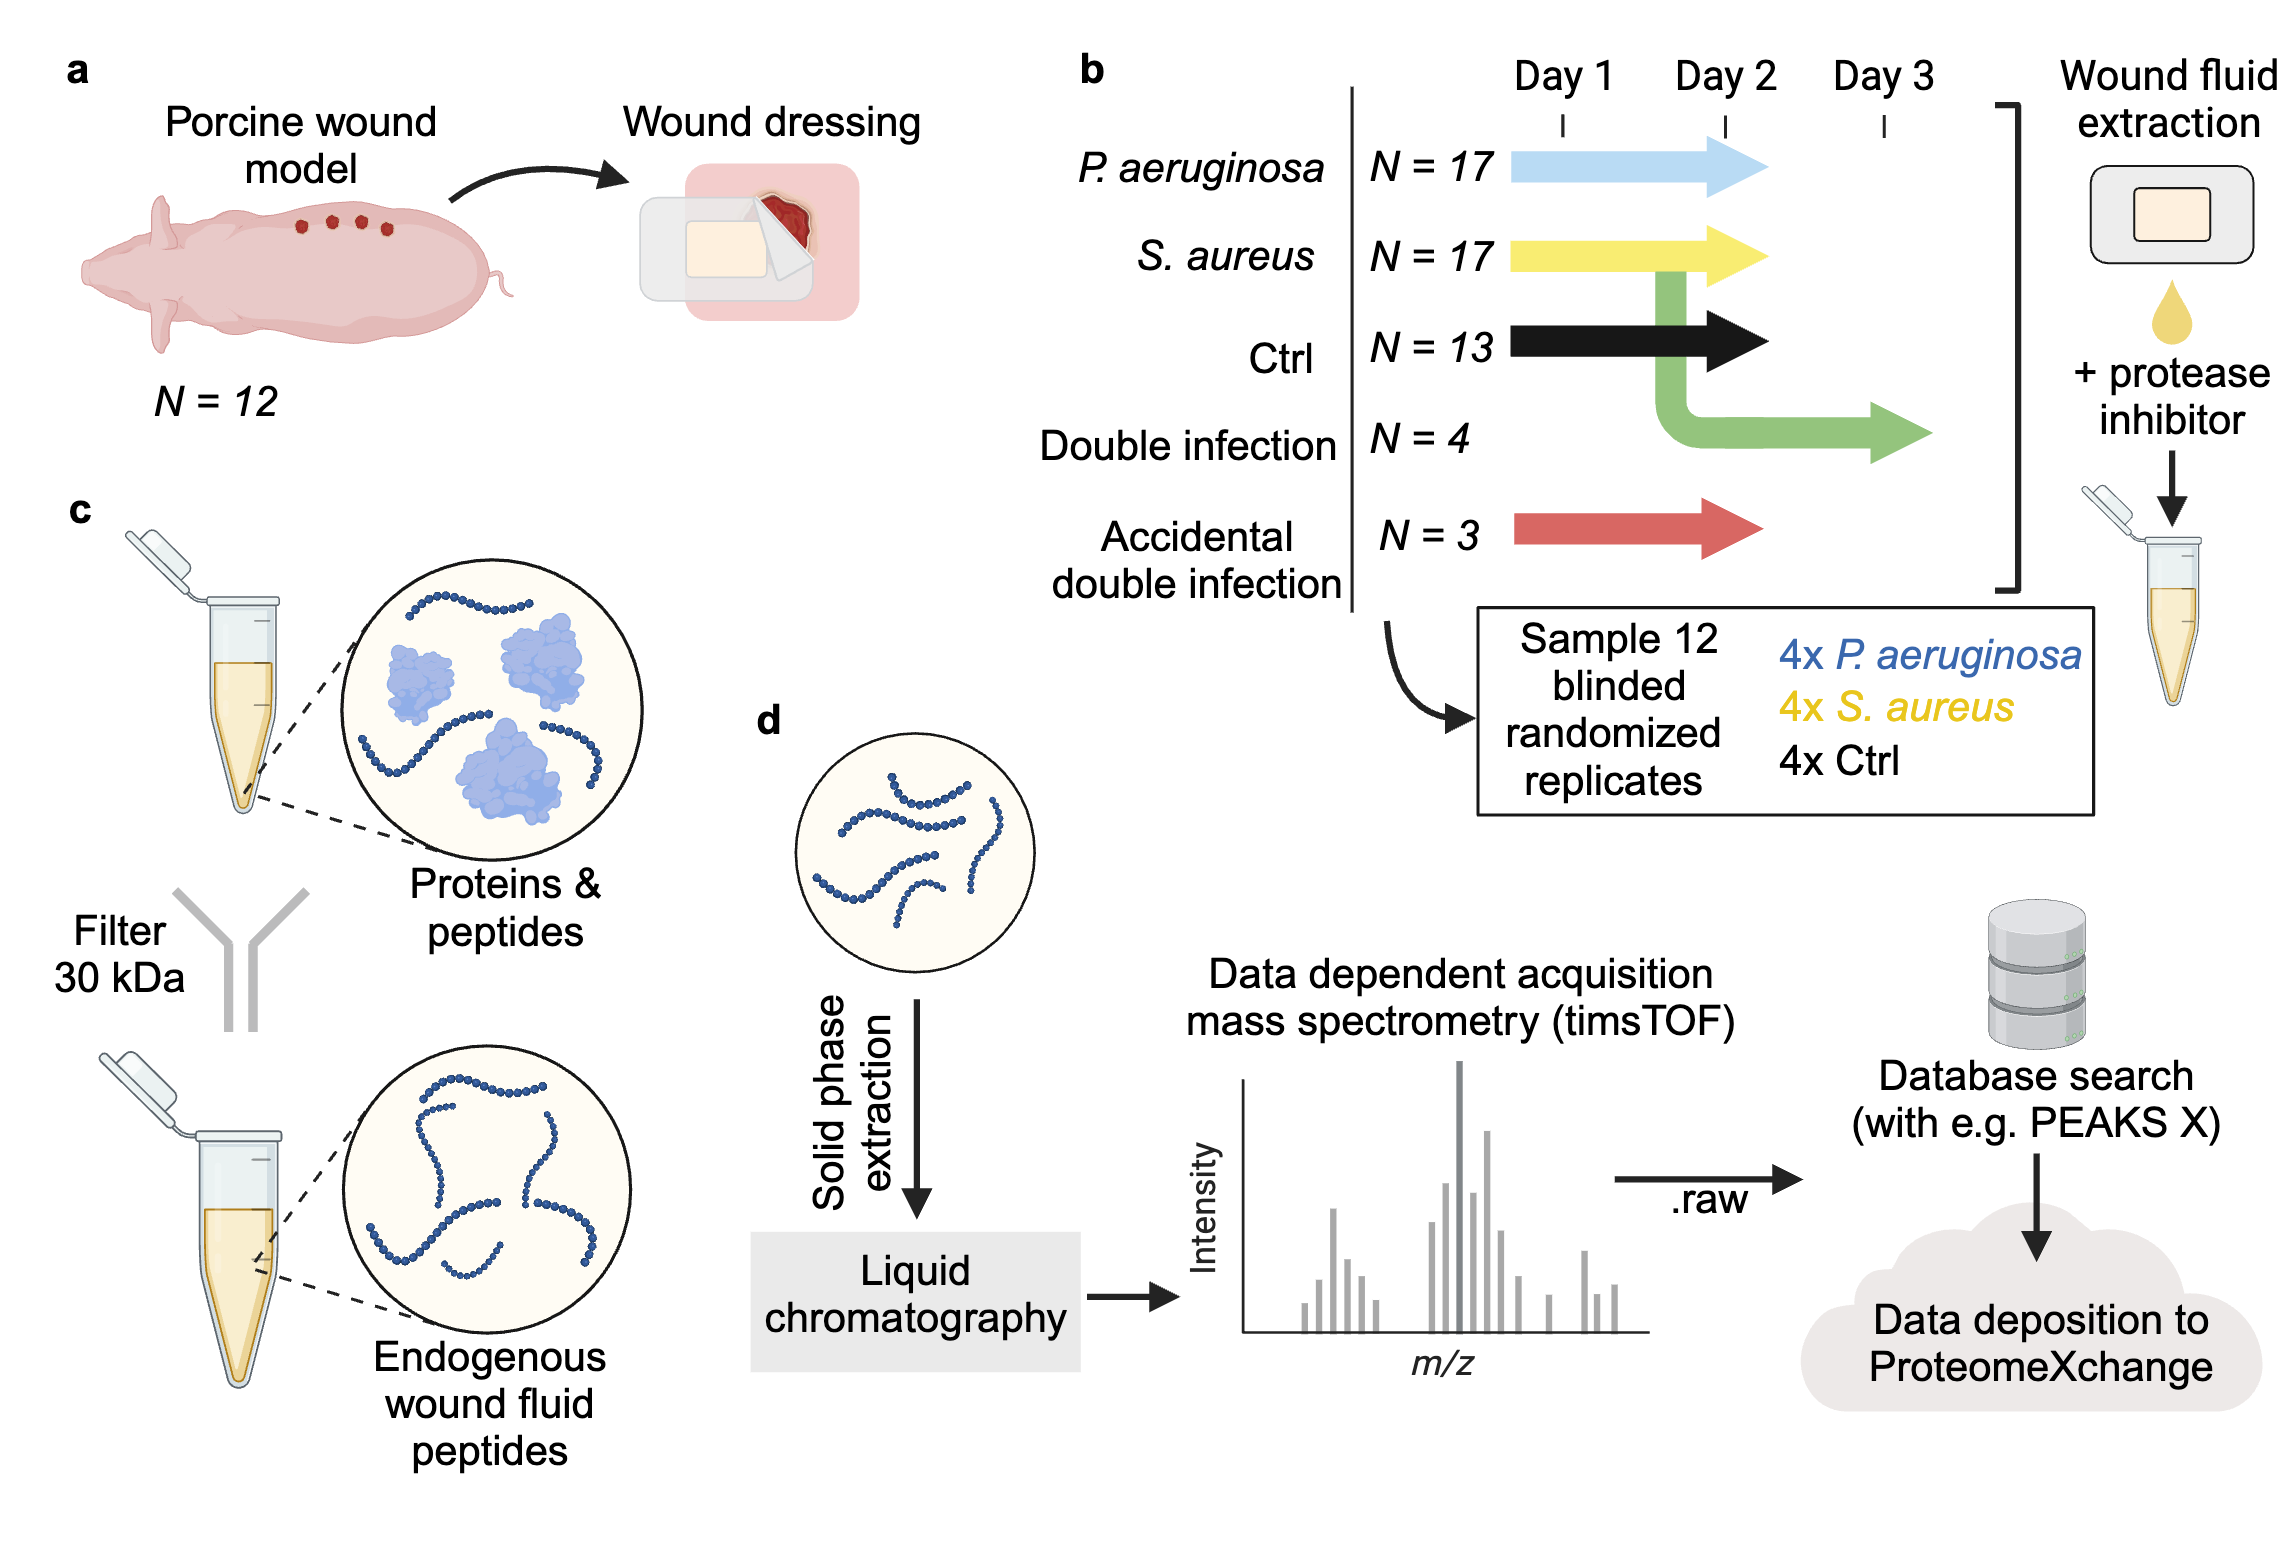 a
Porcine wound
model
Wound dressing
N = 12
b
Day 1
Day 2
Day 3
P. aeruginosa
N = 17
S. aureus
N = 17
Ctrl
N = 13
Double infection
N = 4
Accidental
double infection
N = 3
Wound fluid
extraction
+ protease
inhibitor
Sample 12
blinded
randomized
replicates
4x P. aeruginosa
4x S. aureus
4x Ctrl
c
Proteins &
peptides
Filter
30 kDa
Endogenous
wound fluid
peptides
d
Solid phase
extraction
Liquid
chromatography
Data dependent acquisition
mass spectrometry (timsTOF)
Intensity
m/z
.raw
Database search
(with e.g. PEAKS X)
Data deposition to
ProteomeXchange